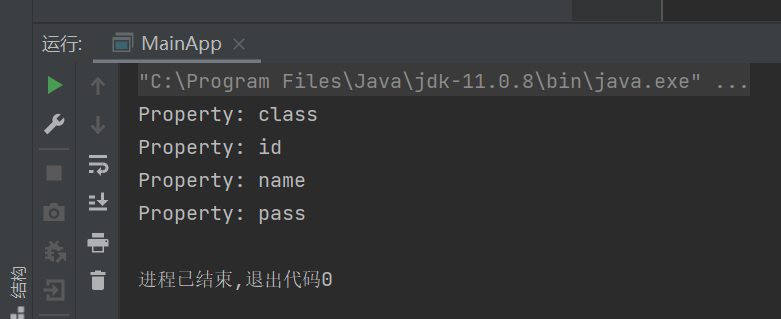 运行: MainApp
"C:\Program Files\Java\jdk-11.0.8\bin\java.exe" ...
Property: class
Property: id
Property: name
Property: pass
进程已结束,退出代码0
结构